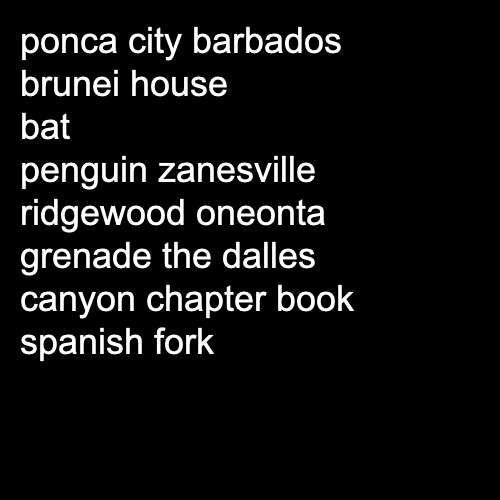 ponca city barbados
brunei house
bat
penguin zanesville
ridgewood oneonta
grenade the dalles
canyon chapter book
spanish fork